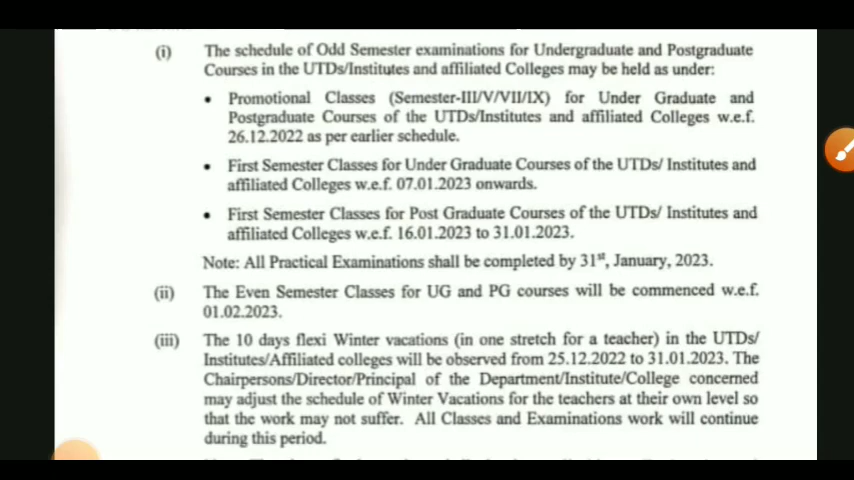 (i) The schedule of Odd Semester examinations for Undergraduate and Postgraduate
Courses in the UTDs/Institutes and affiliated Colleges may be held as under:
• Promotional Classes (Semester-III/V/VII/IX) for Under Graduate and
Postgraduate Courses of the UTDs/Institutes and affiliated Colleges w.e.f.
26.12.2022 as per earlier schedule.
• First Semester Classes for Under Graduate Courses of the UTDs/ Institutes and
affiliated Colleges w.e.f. 07.01.2023 onwards.
• First Semester Classes for Post Graduate Courses of the UTDs/ Institutes and
affiliated Colleges w.e.f. 16.01.2023 to 31.01.2023.
Note: All Practical Examinations shall be completed by 31st, January, 2023.
(ii) The Even Semester Classes for UG and PG courses will be commenced w.e.f.
01.02.2023.
(iii) The 10 days flexi Winter vacations (in one stretch for a teacher) in the UTDs/
Institutes/Affiliated colleges will be observed from 25.12.2022 to 31.01.2023. The
Chairpersons/Director/Principal of the Department/Institute/College concerned
may adjust the schedule of Winter Vacations for the teachers at their own level so
that the work may not suffer. All Classes and Examinations work will continue
during this period.